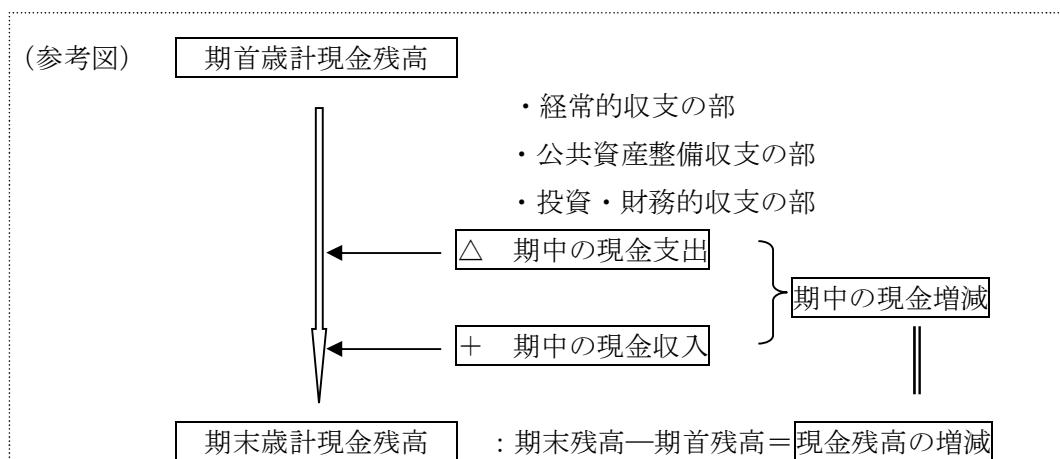 (参考図) 期首歳計現金残高
・経常的収支の部
・公共資産整備収支の部
・投資・財務的収支の部
△ 期中の現金支出
期中の現金増減
＋ 期中の現金収入
期末歳計現金残高 :期末残高―期首残高＝現金残高の増減